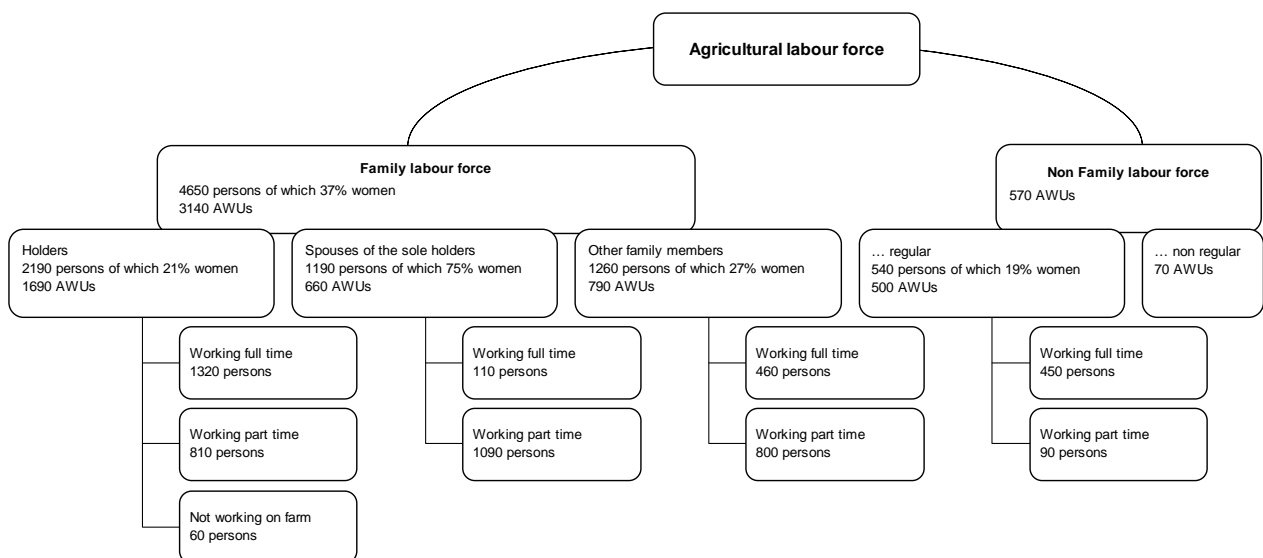 Agricultural labour force
Family labour force
4650 persons of which 37% women
3140 AWUs
Non Family labour force
570 AWUs
Holders
2190 persons of which 21% women
1690 AWUs
Spouses of the sole holders
1190 persons of which 75% women
660 AWUs
Other family members
1260 persons of which 27% women
790 AWUs
... regular
540 persons of which 19% women
500 AWUs
... non regular
70 AWUs
Working full time
1320 persons
Working full time
110 persons
Working full time
460 persons
Working full time
450 persons
Working part time
810 persons
Working part time
1090 persons
Working part time
800 persons
Working part time
90 persons
Not working on farm
60 persons